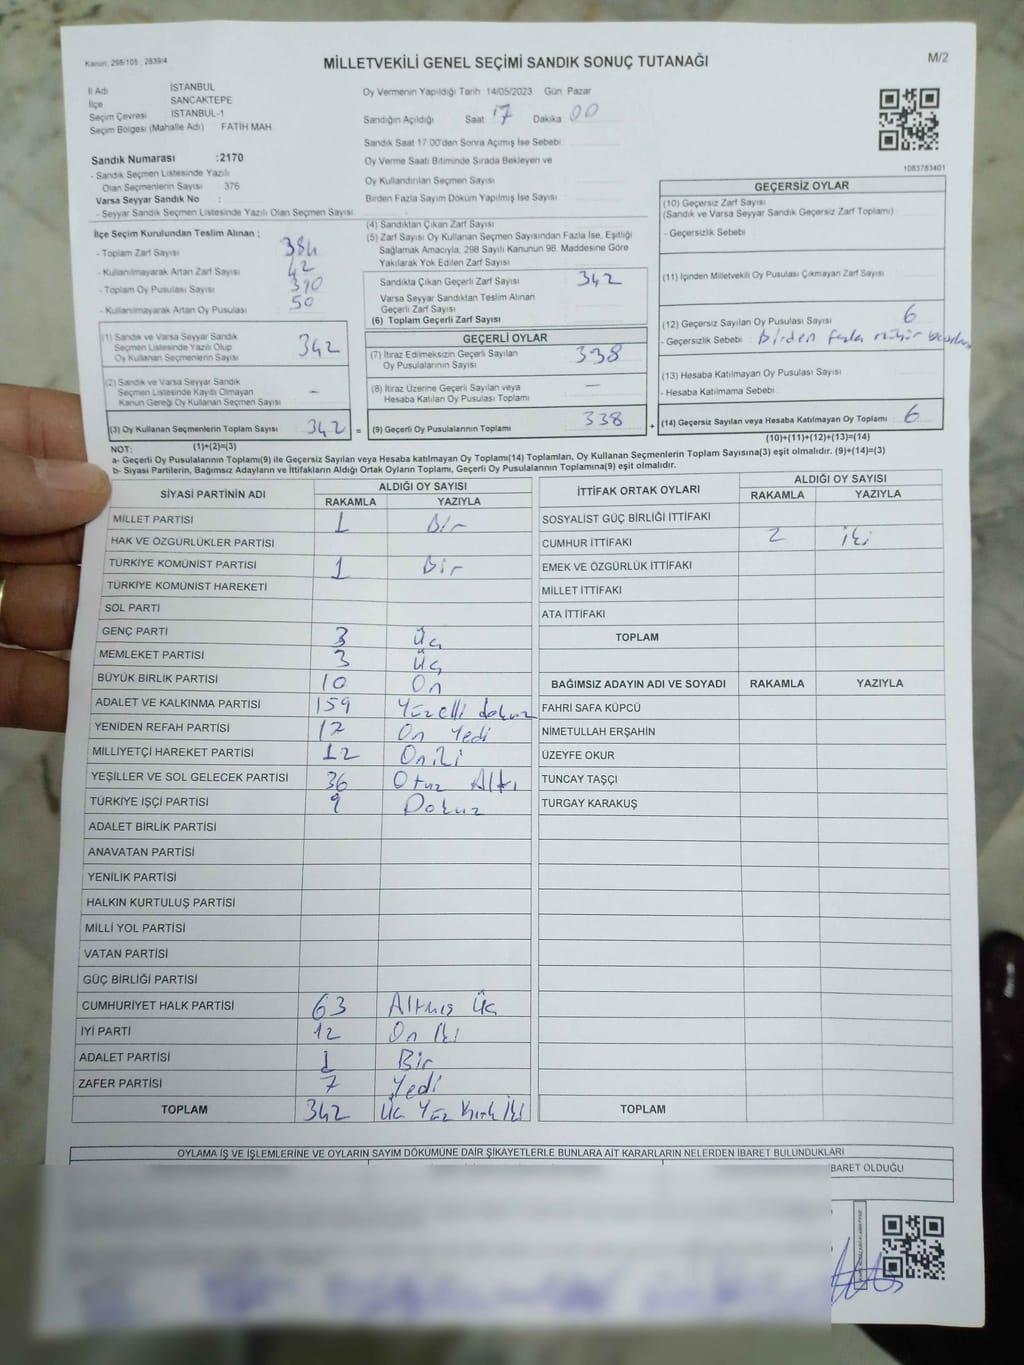 Kanun: 298/105 ; 2839/4
MİLLETVEKİLİ GENEL SEÇİMİ SANDIK SONUÇ TUTANAĞI
M/2
İl Adı İSTANBUL
İlçe SANCAKTEPE
Seçim Çevresi İSTANBUL-1
Seçim Bölgesi (Mahalle Adı) FATİH MAH.
Sandık Numarası :2170
- Sandık Seçmen Listesinde Yazılı
Olan Seçmenlerin Sayısı : 376
Varsa Seyyar Sandık No :
- Seyyar Sandık Seçmen Listesinde Yazılı Olan Seçmen Sayısı:
İlçe Seçim Kurulundan Teslim Alınan ;
- Toplam Zarf Sayısı 384
- Kullanılmayarak Artan Zarf Sayısı 42
- Toplam Oy Pusulası Sayısı 390
- Kullanılmayarak Artan Oy Pusulası 50
(1) Sandık ve Varsa Seyyar Sandık
Seçmen Listesinde Yazılı Olup
Oy Kullanan Seçmenlerin Sayısı 342
(2) Sandık ve Varsa Seyyar Sandık
Seçmen Listesinde Kayıtlı Olmayan
Kanun Gereği Oy Kullanan Seçmen Sayısı –
(3) Oy Kullanan Seçmenlerin Toplam Sayısı 342 =
Oy Vermenin Yapıldığı Tarih 14/05/2023 Gün: Pazar
Sandığın Açıldığı Saat 17 Dakika 00
Sandık Saat 17:00'den Sonra Açılmış İse Sebebi:
Oy Verme Saati Bitiminde Sırada Bekleyen ve
Oy Kullandırılan Seçmen Sayısı
Birden Fazla Sayım Döküm Yapılmış İse Sayısı
(4) Sandıktan Çıkan Zarf Sayısı
(5) Zarf Sayısı Oy Kullanan Seçmen Sayısından Fazla İse, Eşitliği
Sağlamak Amacıyla, 298 Sayılı Kanunun 98. Maddesine Göre
Yakılarak Yok Edilen Zarf Sayısı
Sandıkta Çıkan Geçerli Zarf Sayısı 342
Varsa Seyyar Sandıktan Teslim Alınan
Geçerli Zarf Sayısı
(6) Toplam Geçerli Zarf Sayısı
GEÇERLİ OYLAR
(7) İtiraz Edilmeksizin Geçerli Sayılan
Oy Pusulalarının Sayısı 338
(8) İtiraz Üzerine Geçerli Sayılan veya
Hesaba Katılan Oy Pusulası Toplamı —
(9) Geçerli Oy Pusulalarının Toplamı 338 +
1083783401
GEÇERSİZ OYLAR
(10) Geçersiz Zarf Sayısı
(Sandık ve Varsa Seyyar Sandık Geçersiz Zarf Toplamı)
- Geçersizlik Sebebi
(11) İçinden Milletvekili Oy Pusulası Çıkmayan Zarf Sayısı
(12) Geçersiz Sayılan Oy Pusulası Sayısı 6
- Geçersizlik Sebebi Birden fazla mühür
(13) Hesaba Katılmayan Oy Pusulası Sayısı
- Hesaba Katılmama Sebebi
(14) Geçersiz Sayılan veya Hesaba Katılmayan Oy Toplamı 6
NOT: (1)+(2)=(3)
(10)+(11)+(12)+(13)=(14)
a- Geçerli Oy Pusulalarının Toplamı(9) ile Geçersiz Sayılan veya Hesaba katılmayan Oy Toplamı(14) Toplamları, Oy Kullanan Seçmenlerin Toplam Sayısına(3) eşit olmalıdır. (9)+(14)=(3)
b- Siyasi Partilerin, Bağımsız Adayların ve İttifakların Aldığı Ortak Oyların Toplamı, Geçerli Oy Pusulalarının Toplamına(9) eşit olmalıdır.
SİYASİ PARTİNİN ADI ALDIĞI OY SAYISI
RAKAMLA YAZIYLA
MİLLET PARTİSİ 1 Bir
HAK VE ÖZGÜRLÜKLER PARTİSİ
TÜRKİYE KOMÜNİST PARTİSİ 1 Bir
TÜRKİYE KOMÜNİST HAREKETİ
SOL PARTİ
GENÇ PARTİ 3 Üç
MEMLEKET PARTİSİ 3 Üç
BÜYÜK BİRLİK PARTİSİ 10 On
ADALET VE KALKINMA PARTİSİ 159 Yüzelli dokuz
YENİDEN REFAH PARTİSİ 17 On Yedi
MİLLİYETÇİ HAREKET PARTİSİ 12 Oniki
YEŞİLLER VE SOL GELECEK PARTİSİ 36 Otuz Altı
TÜRKİYE İŞÇİ PARTİSİ 9 Dokuz
ADALET BİRLİK PARTİSİ
ANAVATAN PARTİSİ
YENİLİK PARTİSİ
HALKIN KURTULUŞ PARTİSİ
MİLLİ YOL PARTİSİ
VATAN PARTİSİ
GÜÇ BİRLİĞİ PARTİSİ
CUMHURİYET HALK PARTİSİ 63 Altmış Üç
İYİ PARTİ 12 On İki
ADALET PARTİSİ 1 Bir
ZAFER PARTİSİ 7 Yedi
TOPLAM 342 Üç Yüz Kırk İki
İTTİFAK ORTAK OYLARI ALDIĞI OY SAYISI
RAKAMLA YAZIYLA
SOSYALİST GÜÇ BİRLİĞİ İTTİFAKI
CUMHUR İTTİFAKI 2 iki
EMEK VE ÖZGÜRLÜK İTTİFAKI
MİLLET İTTİFAKI
ATA İTTİFAKI
TOPLAM
BAĞIMSIZ ADAYIN ADI VE SOYADI RAKAMLA YAZIYLA
FAHRİ SAFA KÜPCÜ
NİMETULLAH ERŞAHİN
ÜZEYFE OKUR
TUNCAY TAŞÇI
TURGAY KARAKUŞ
TOPLAM
OYLAMA İŞ VE İŞLEMLERİNE VE OYLARIN SAYIM DÖKÜMÜNE DAİR ŞİKAYETLERLE BUNLARA AİT KARARLARIN NELERDEN İBARET BULUNDUKLARI
İBARET OLDUĞU